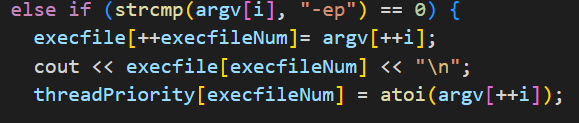 else if (strcmp(argv[i], "-ep") == 0) {
execfile[++execfileNum]= argv[++i];
cout << execfile[execfileNum] << "\n";
threadPriority[execfileNum] = atoi(argv[++i]);